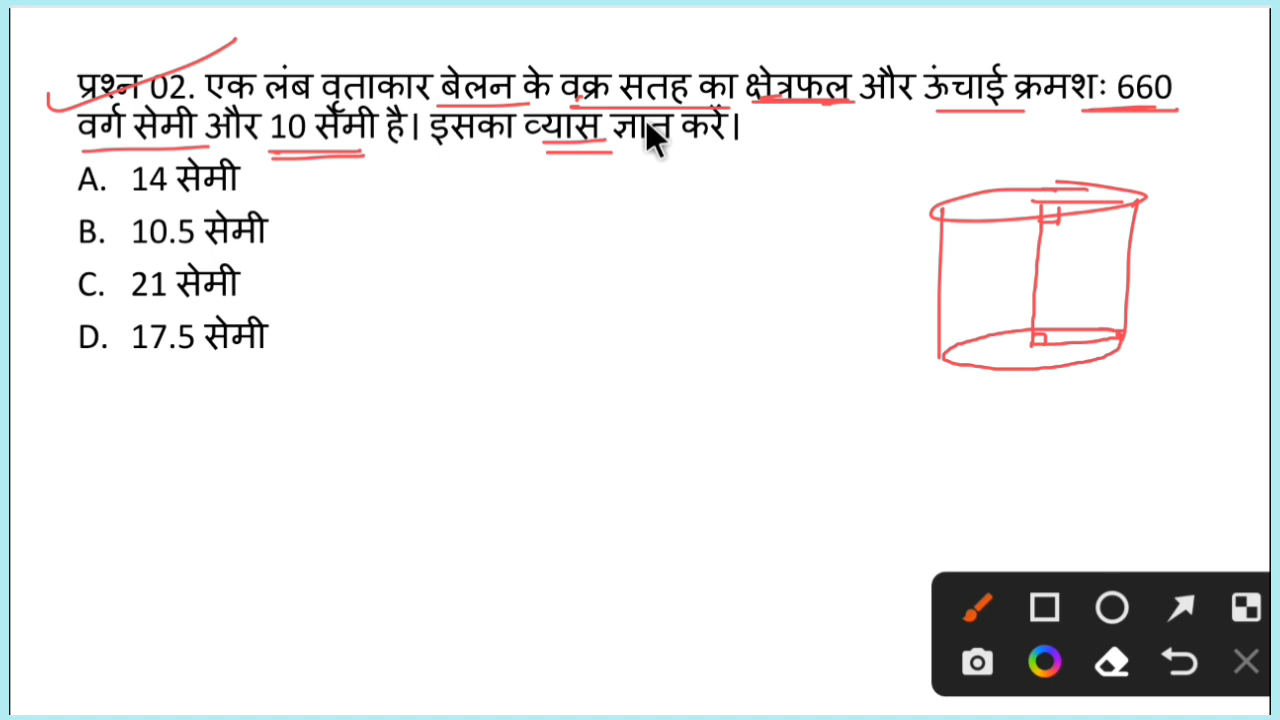 प्रश्न 02. एक लंब वृताकार बेलन के वक्र सतह का क्षेत्रफल और ऊंचाई क्रमशः 660
वर्ग सेमी और 10 सेमी है। इसका व्यास ज्ञात करें।
A. 14 सेमी
B. 10.5 सेमी
C. 21 सेमी
D. 17.5 सेमी